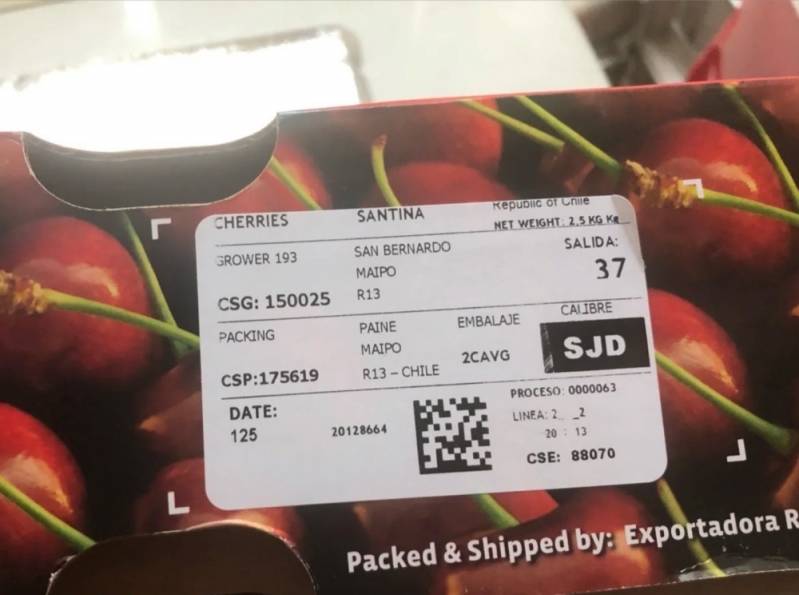 CHERRIES SANTINA Republic of Chile
NET WEIGHT: 2,5 KG
GROWER 193 SAN BERNARDO SALIDA:
MAIPO 37
CSG: 150025 R13
PACKING PAINE EMBALAJE CALIBRE
MAIPO 2CAVG SJD
CSP:175619 R13 – CHILE
DATE: PROCESO: 0000063
125 20128664 LINEA: 2 _2
20 : 13
CSE: 88070
Packed & Shipped by: Exportadora R